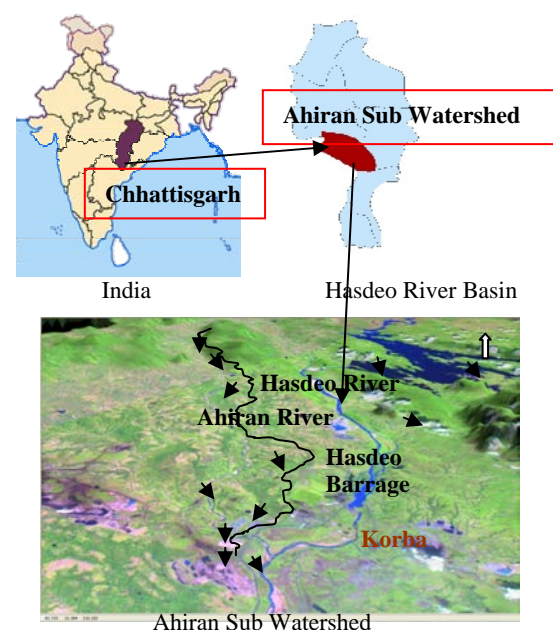 Ahiran Sub Watershed
Chhattisgarh
India
Hasdeo River Basin
Hasdeo River
Ahiran River
Hasdeo
Barrage
Korba
Ahiran Sub Watershed